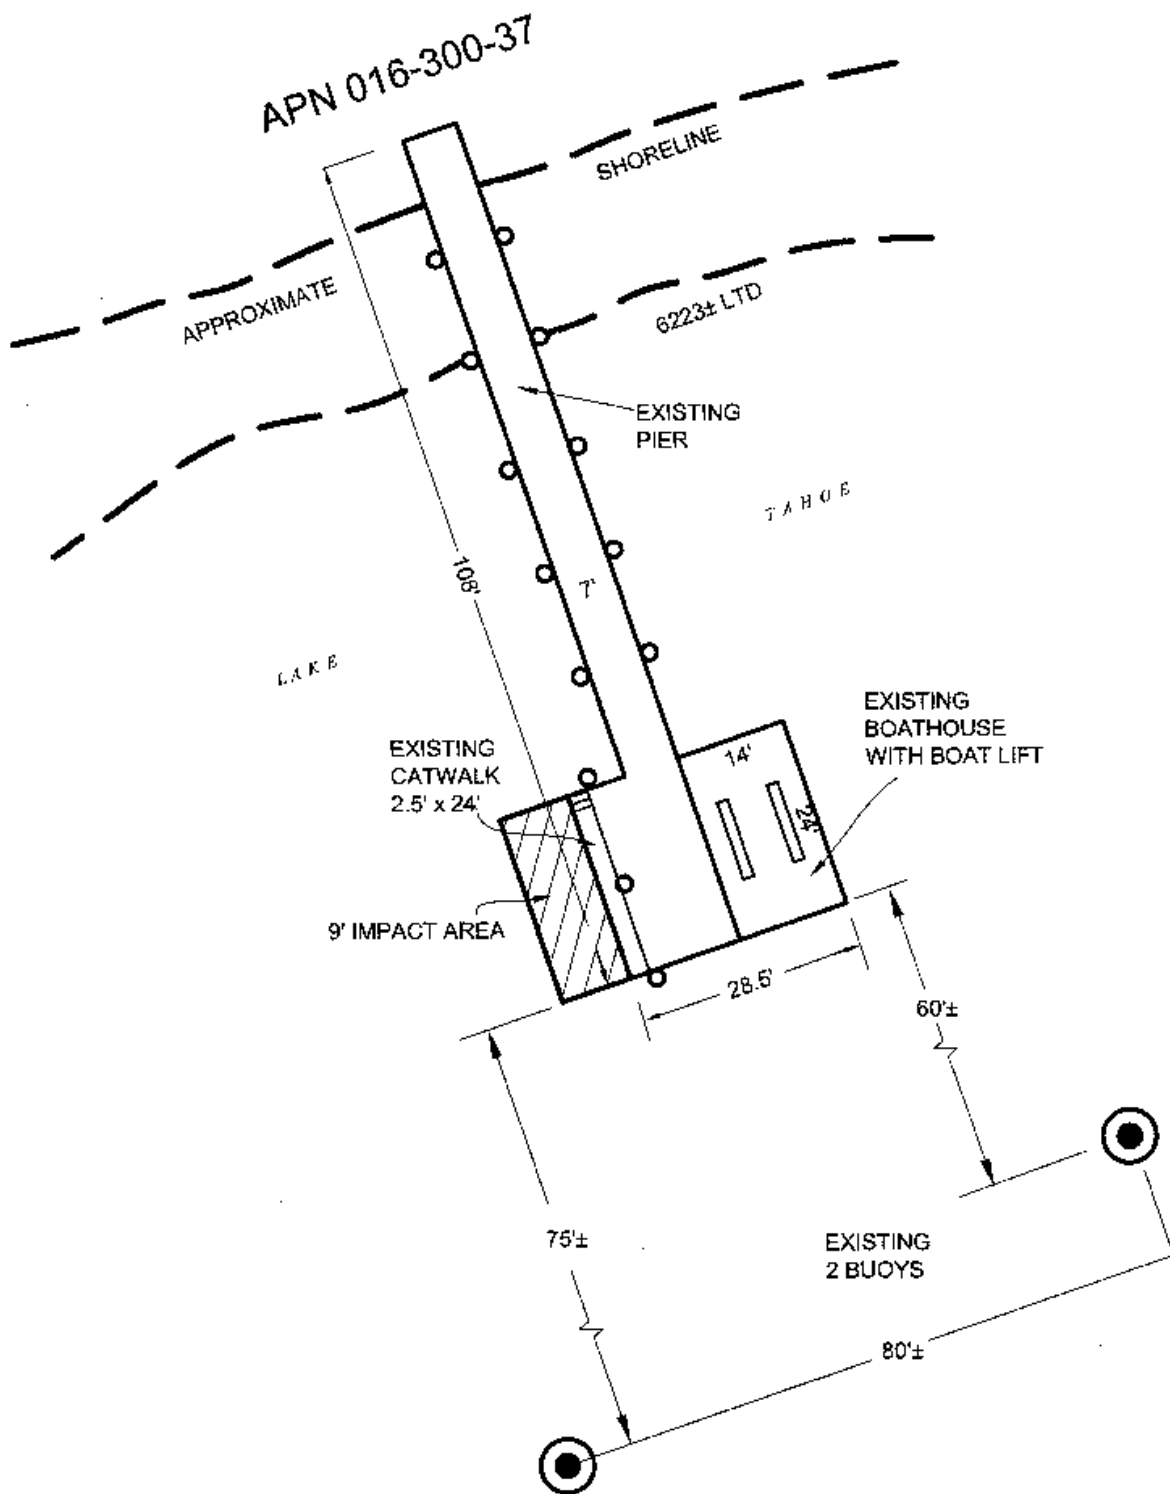 APN 016-300-37
SHORELINE
APPROXIMATE
6223± LTD
EXISTING
PIER
TAHOE
108'
7'
LAKE
EXISTING
BOATHOUSE
WITH BOAT LIFT
EXISTING
CATWALK
2.5' x 24'
14'
24'
9' IMPACT AREA
28.5'
60'±
75'±
EXISTING
2 BUOYS
80'±